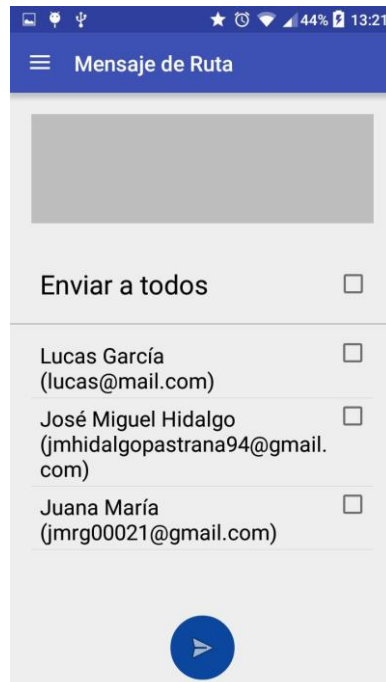 44% 13:21
Mensaje de Ruta
Enviar a todos
Lucas García
(lucas@mail.com)
José Miguel Hidalgo
(jmhidalgopastrana94@gmail.
com)
Juana María
(jmrg00021@gmail.com)